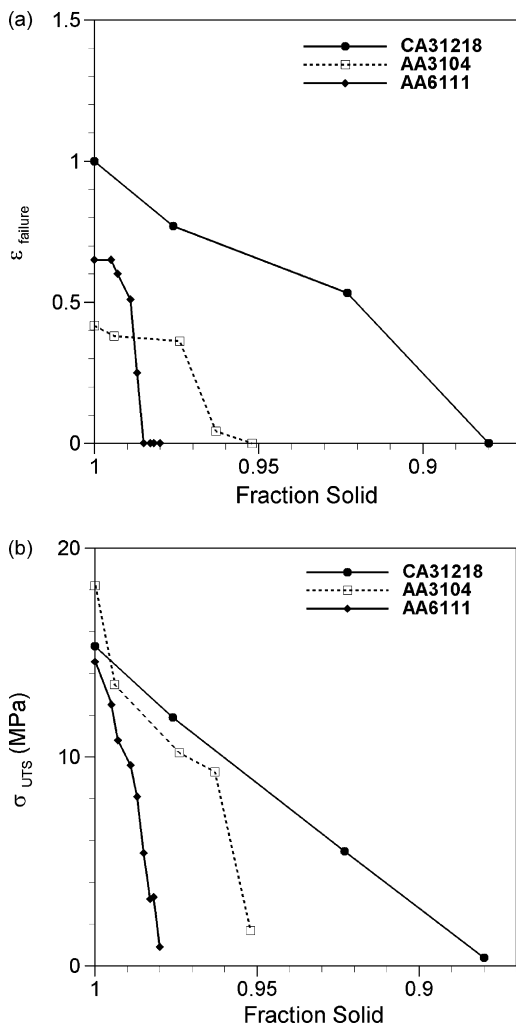 (a)
1.5
CA31218
AA3104
AA6111
1
ε failure
0.5
0
1
0.95
0.9
Fraction Solid
(b)
20
CA31218
AA3104
AA6111
σ UTS (MPa)
10
0
1
0.95
0.9
Fraction Solid